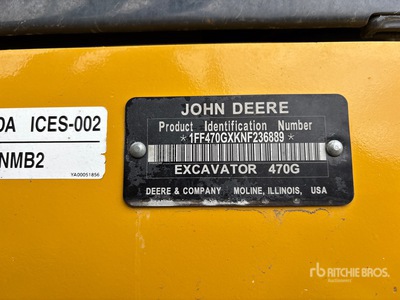 JOHN DEERE
Product Identification Number
*1FF470GXKNF236889*
EXCAVATOR 470G
DEERE & COMPANY MOLINE, ILLINOIS, USA
DA ICES-002
NMB2
YA00051856
rb RITCHIE BROS.